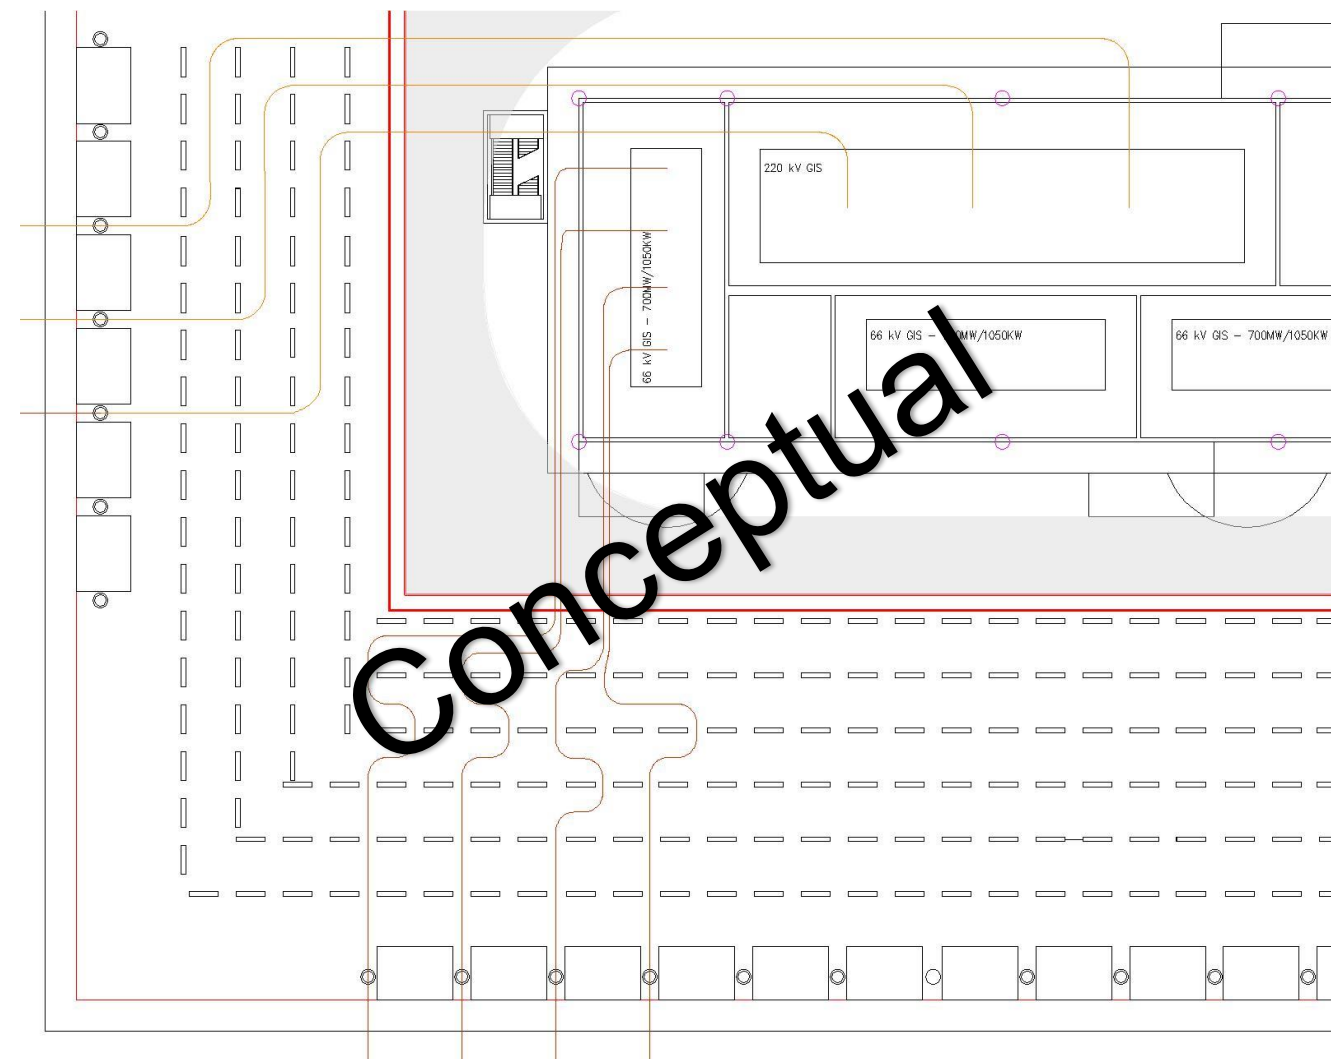 220 kV GIS
66 kV GIS – 700MW/1050KW
66 kV GIS – MW/1050KW
66 kV GIS – 700MW/1050KW
Conceptual